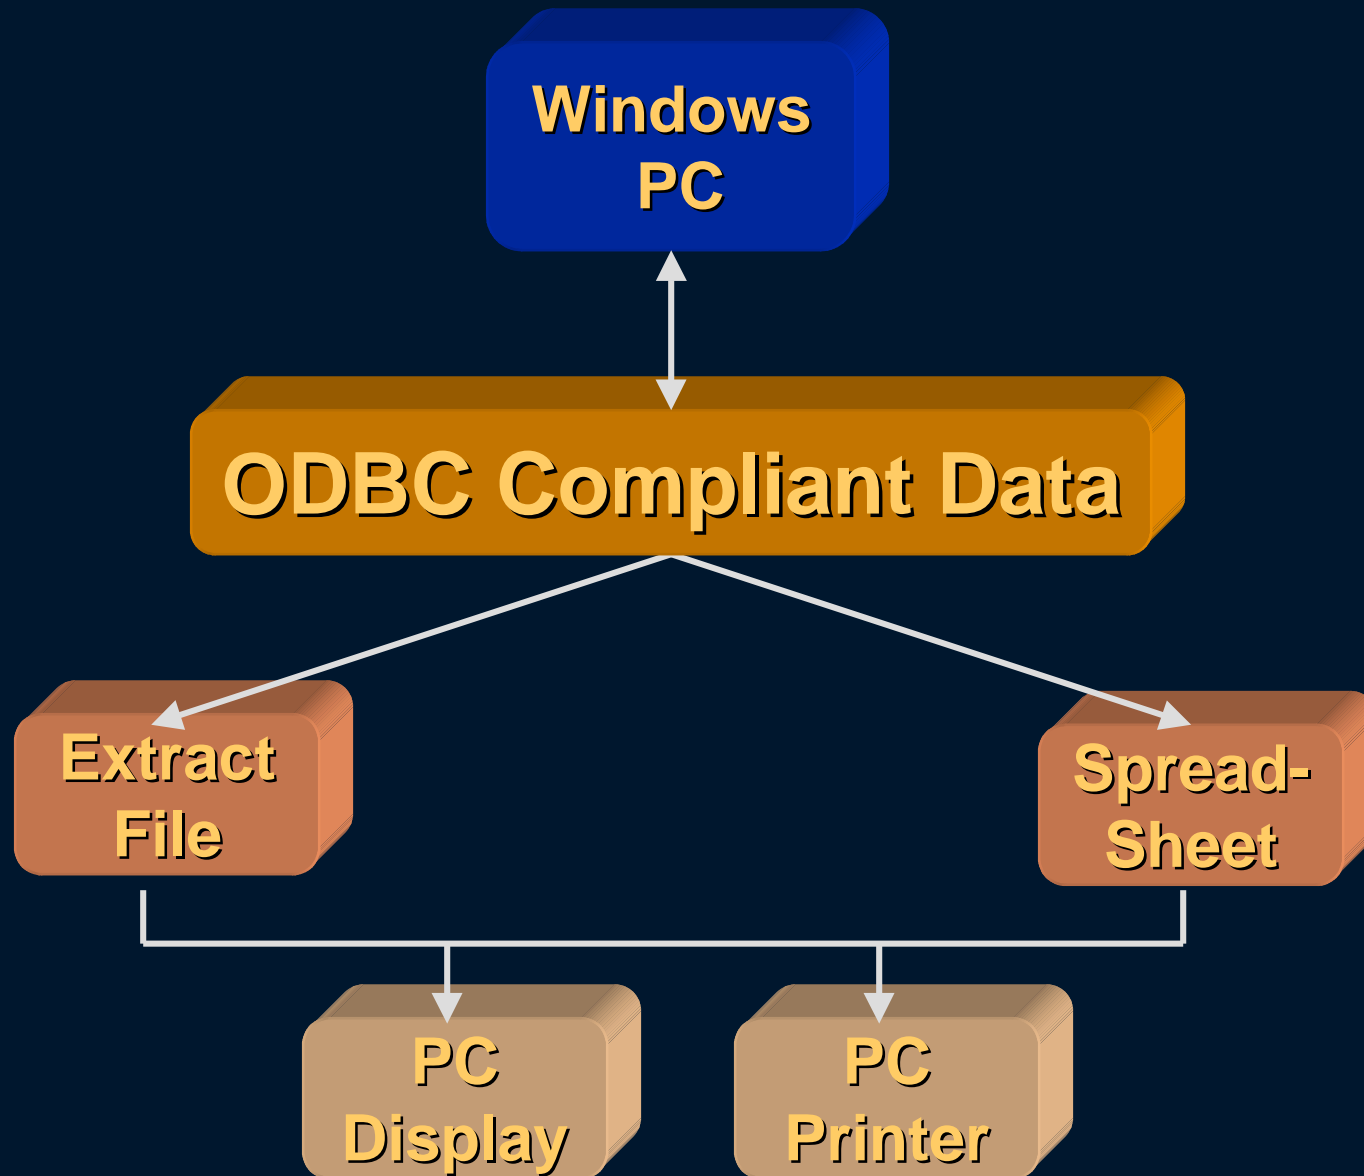 Windows
PC
ODBC Compliant Data
Extract
File
Spread-
Sheet
PC
Display
PC
Printer